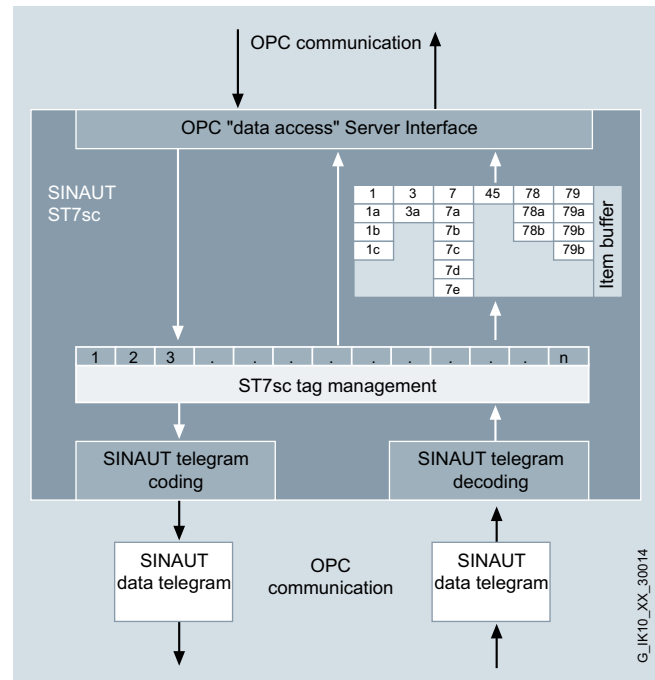 OPC communication
OPC "data access" Server Interface
SINAUT
ST7sc
1 3 7 45 78 79
1a 3a 7a 78a 79a
1b 7b 78b 79b
1c 7c 79b
7d
7e
Item buffer
1 2 3 . . . . . . . . . . n
ST7sc tag management
SINAUT telegram
coding
SINAUT telegram
decoding
SINAUT
data telegram
OPC
communication
SINAUT
data telegram
G_IK10_XX_30014